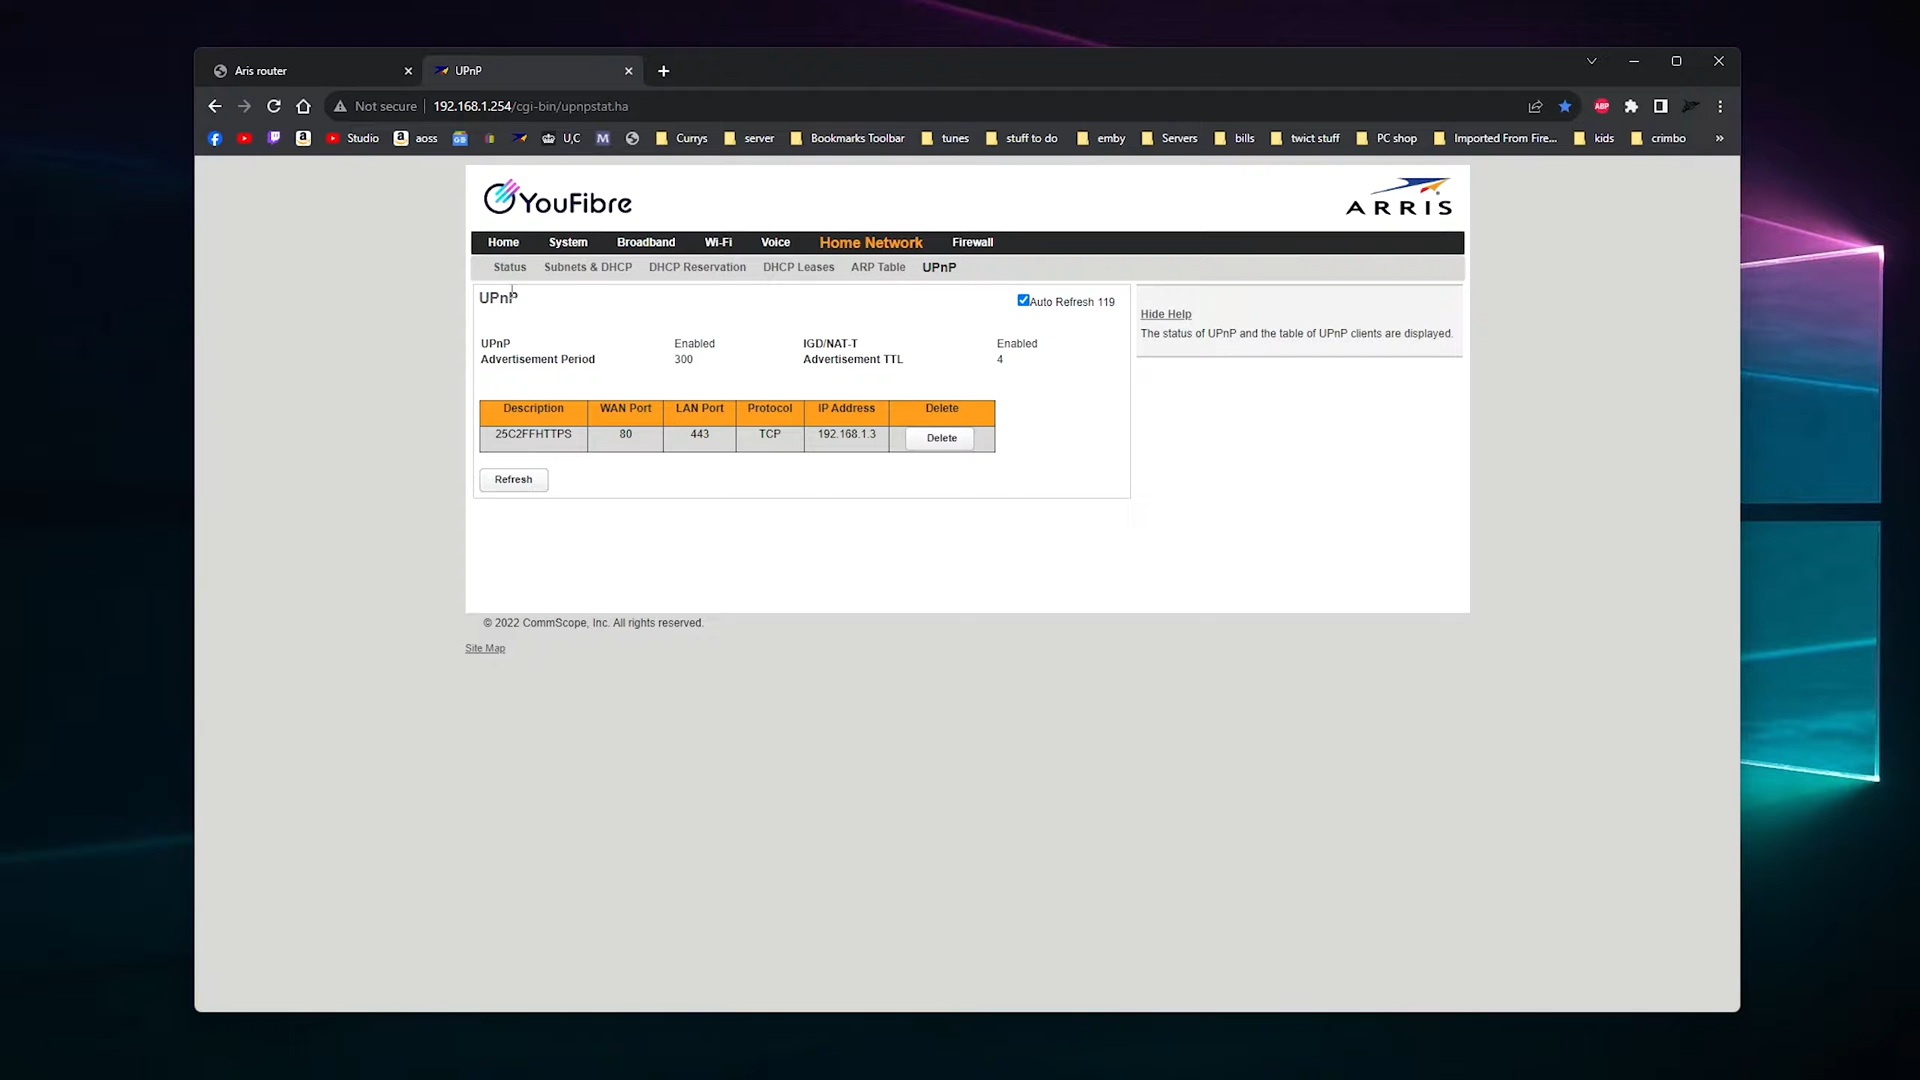 Aris router
UPnP
Not secure 192.168.1.254/cgi-bin/upnpstat.ha
ABP
Studio aoss GB U,C M Currys server Bookmarks Toolbar tunes stuff to do emby Servers bills twict stuff PC shop Imported From Fire... kids crimbo »
YouFibre
ARRIS
Home System Broadband Wi-Fi Voice Home Network Firewall
Status Subnets & DHCP DHCP Reservation DHCP Leases ARP Table UPnP
UPnP
Auto Refresh 119
UPnP Enabled IGD/NAT-T Enabled
Advertisement Period 300 Advertisement TTL 4
Description WAN Port LAN Port Protocol IP Address Delete
25C2FFHTTPS 80 443 TCP 192.168.1.3 Delete
Refresh
Hide Help
The status of UPnP and the table of UPnP clients are displayed.
© 2022 CommScope, Inc. All rights reserved.
Site Map